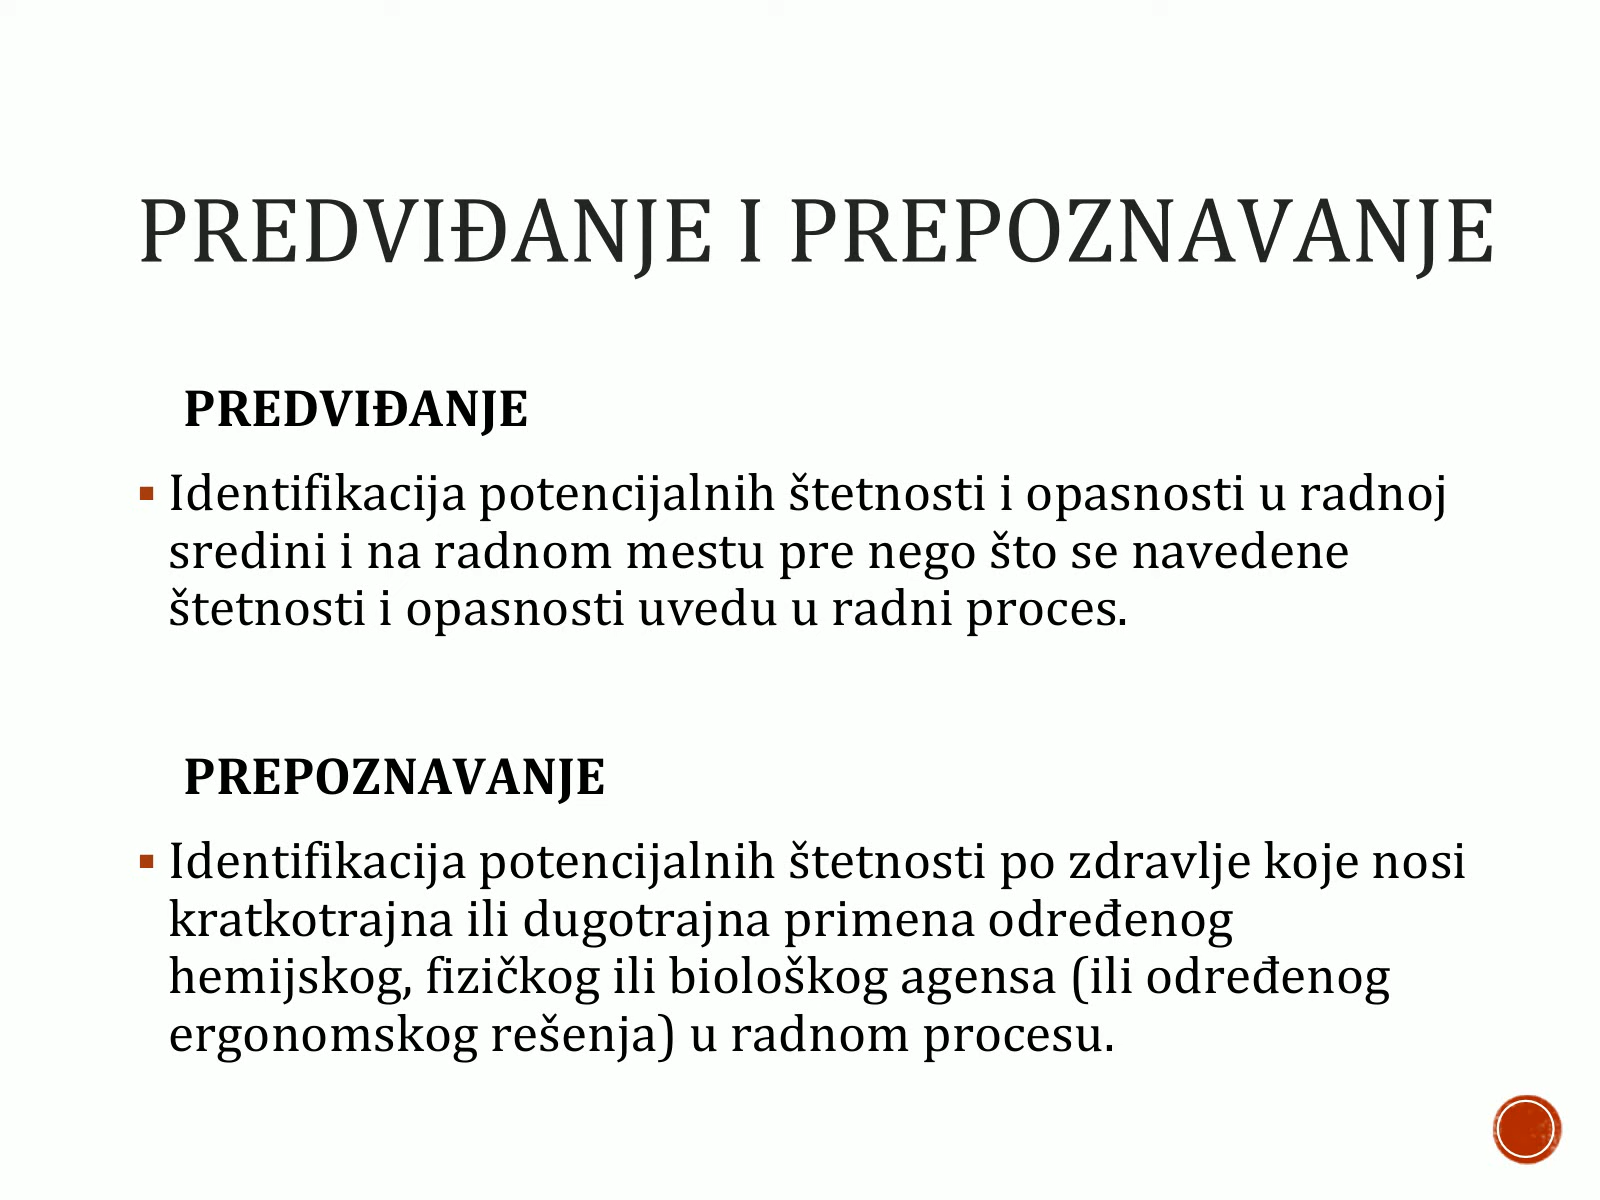 PREDVIĐANJE I PREPOZNAVANJE
PREDVIĐANJE
▪ Identifikacija potencijalnih štetnosti i opasnosti u radnoj
sredini i na radnom mestu pre nego što se navedene
štetnosti i opasnosti uvedu u radni proces.
PREPOZNAVANJE
▪ Identifikacija potencijalnih štetnosti po zdravlje koje nosi
kratkotrajna ili dugotrajna primena određenog
hemijskog, fizičkog ili biološkog agensa (ili određenog
ergonomskog rešenja) u radnom procesu.